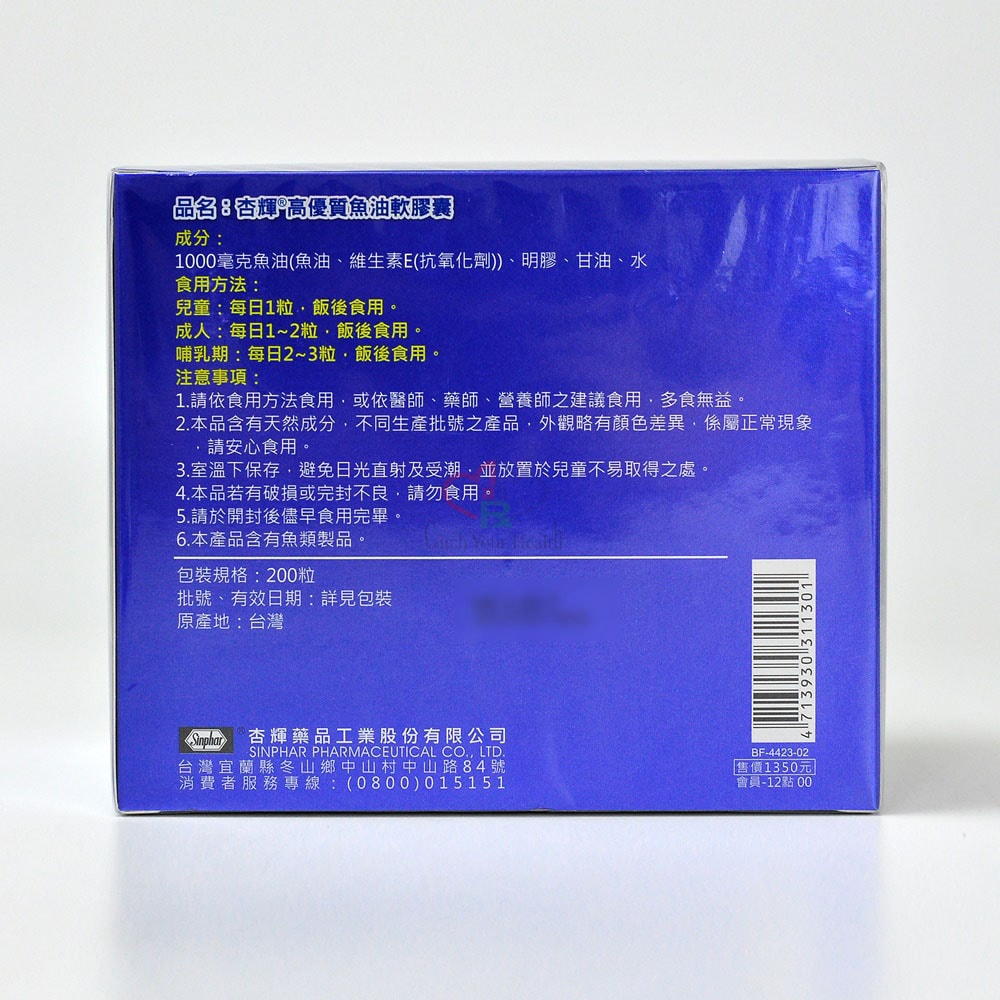 品名：杏輝®高優質魚油軟膠囊
成分：
1000毫克魚油(魚油、維生素E(抗氧化劑))、明膠、甘油、水
食用方法：
兒童：每日1粒，飯後食用。
成人：每日1~2粒，飯後食用。
哺乳期：每日2~3粒，飯後食用。
注意事項：
1.請依食用方法食用，或依醫師、藥師、營養師之建議食用，多食無益。
2.本品含有天然成分，不同生產批號之產品，外觀略有顏色差異，係屬正常現象
，請安心食用。
3.室溫下保存，避免日光直射及受潮，並放置於兒童不易取得之處。
4.本品若有破損或完封不良，請勿食用。
5.請於開封後儘早食用完畢。
6.本產品含有魚類製品。
Catch Your Health
包裝規格：200粒
批號、有效日期：詳見包裝
原產地：台灣
4 713930 311301
BF-4423-02
售價1350元
會員-12點 00
Sinphar® 杏輝藥品工業股份有限公司
SINPHAR PHARMACEUTICAL CO., LTD.
台灣宜蘭縣冬山鄉中山村中山路84號
消費者服務專線：(0800)015151